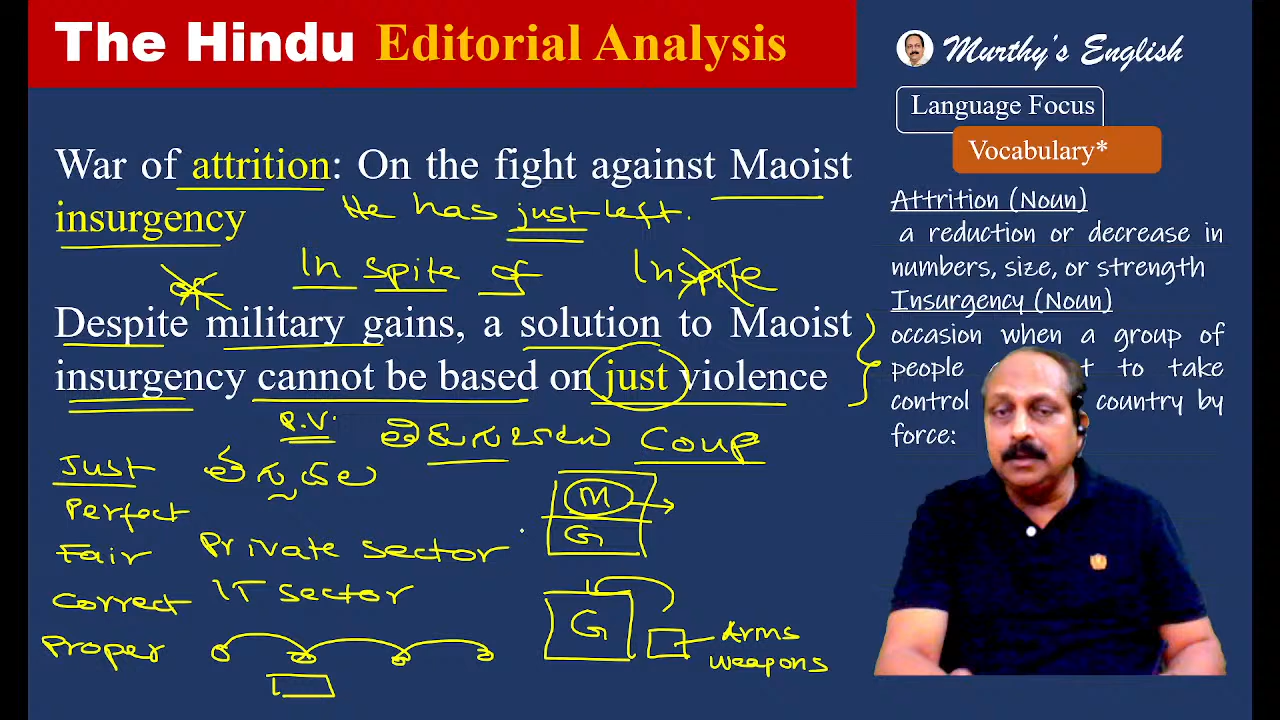 The Hindu Editorial Analysis
Murthy's English
Language Focus
Vocabulary*
War of attrition: On the fight against Maoist
insurgency
He has just left.
of In spite of Inspite
Despite military gains, a solution to Maoist
insurgency cannot be based on just violence
P.V. తిరుగుబాటు Coup
Just
Perfect
Fair Private sector
Correct IT sector
Proper
M
G
G
Arms
weapons
Attrition (Noun)
a reduction or decrease in
numbers, size, or strength
Insurgency (Noun)
occasion when a group of
people t to take
control country by
force: